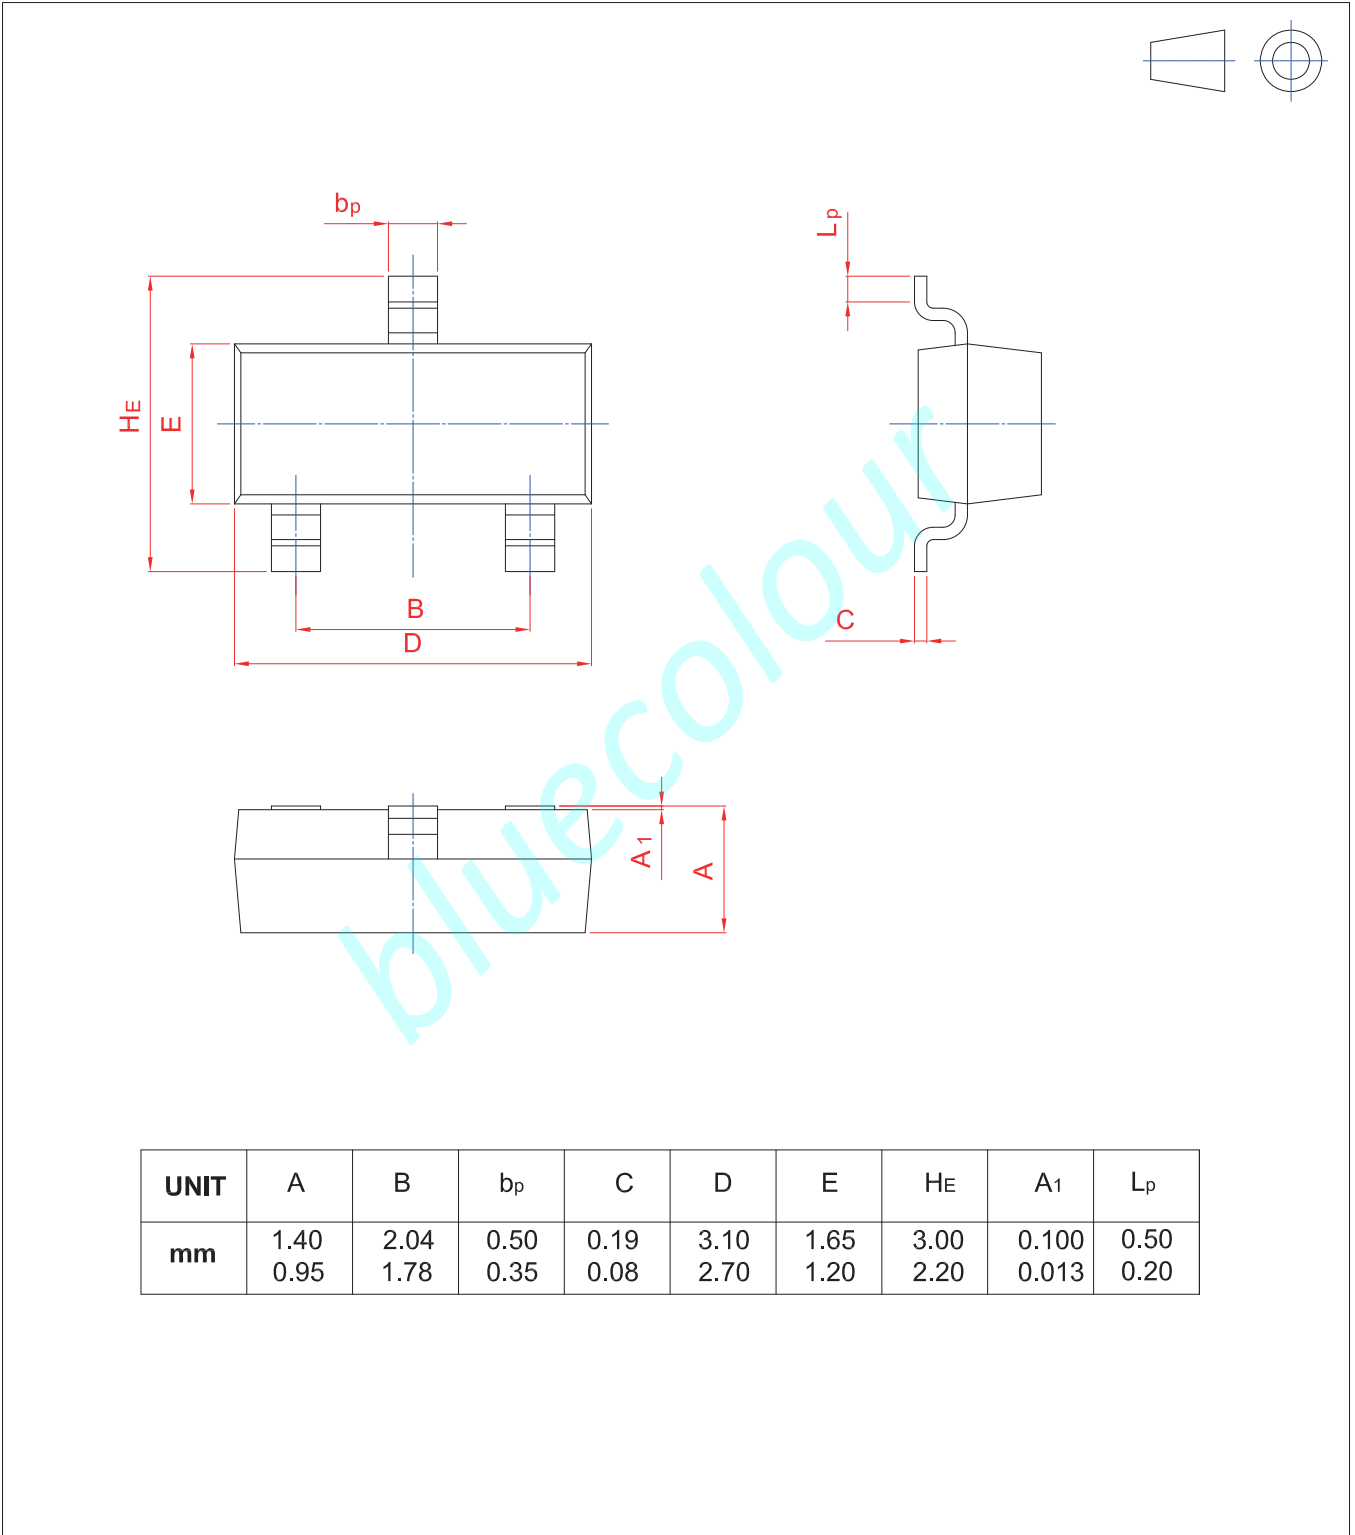 bp
Lp
HE
E
B
D
C
A1
A
bluecolour
UNIT A B bp C D E HE A1 Lp
mm
1.40 2.04 0.50 0.19 3.10 1.65 3.00 0.100 0.50
0.95 1.78 0.35 0.08 2.70 1.20 2.20 0.013 0.20